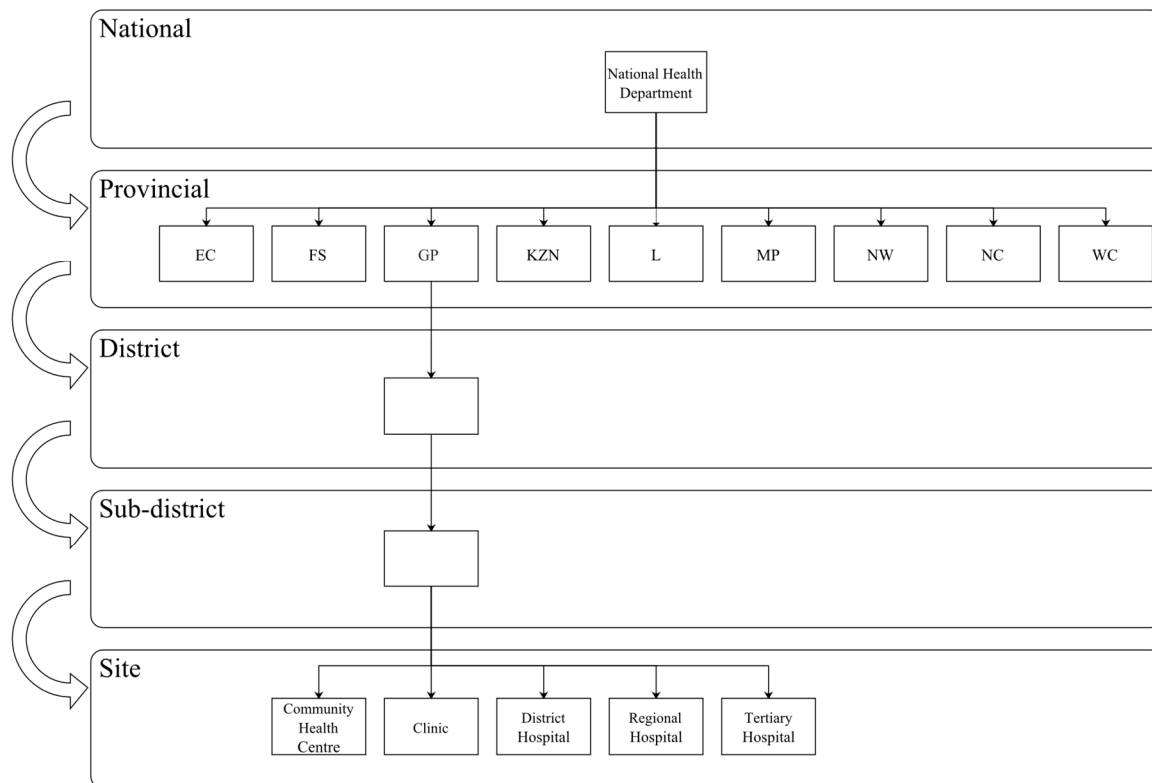 National
National Health
Department
Provincial
EC
FS
GP
KZN
L
MP
NW
NC
WC
District
Sub-district
Site
Community
Health
Centre
Clinic
District
Hospital
Regional
Hospital
Tertiary
Hospital